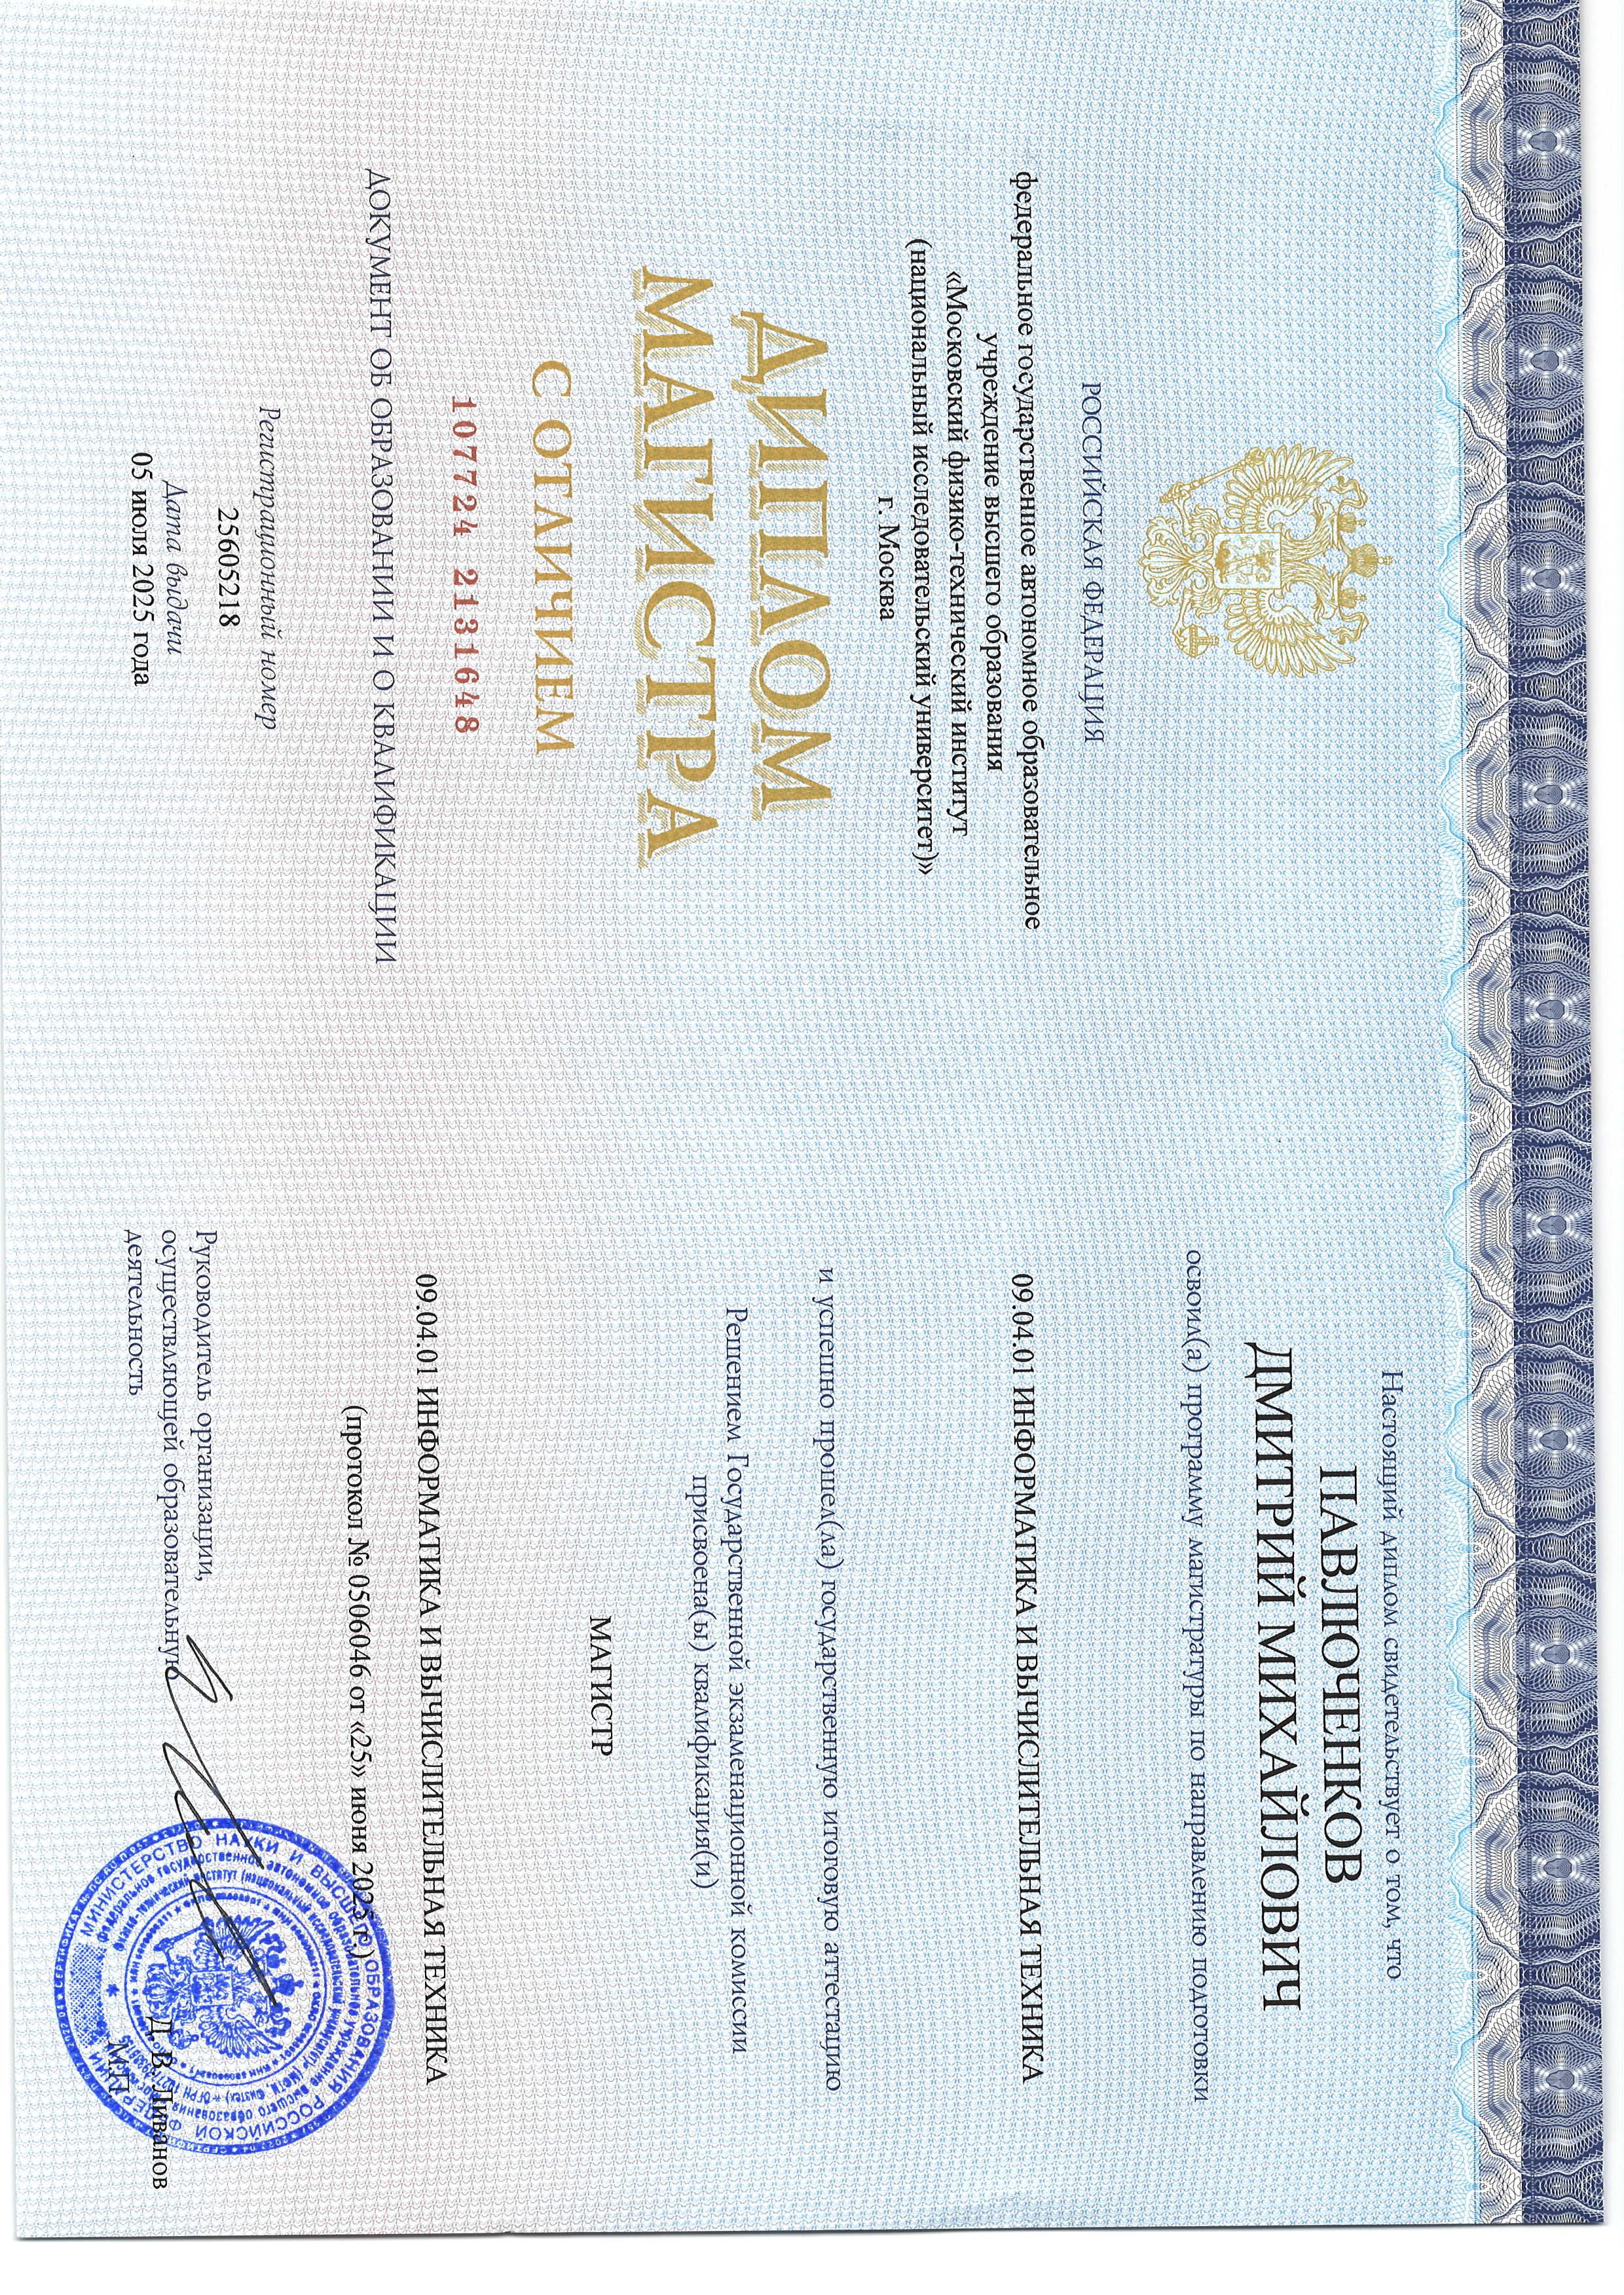 РОССИЙСКАЯ ФЕДЕРАЦИЯ
федеральное государственное автономное образовательное
учреждение высшего образования
«Московский физико-технический институт
(национальный исследовательский университет)»
г. Москва
ДИПЛОМ
МАГИСТРА
С ОТЛИЧИЕМ
107724 2131648
ДОКУМЕНТ ОБ ОБРАЗОВАНИИ И О КВАЛИФИКАЦИИ
Регистрационный номер
25605218
Дата выдачи
05 июля 2025 года
Настоящий диплом свидетельствует о том, что
ПАВЛЮЧЕНКОВ
ДМИТРИЙ МИХАЙЛОВИЧ
освоил(а) программу магистратуры по направлению подготовки
09.04.01 ИНФОРМАТИКА И ВЫЧИСЛИТЕЛЬНАЯ ТЕХНИКА
и успешно прошел(ла) государственную итоговую аттестацию
Решением Государственной экзаменационной комиссии
присвоена(ы) квалификация(и)
МАГИСТР
09.04.01 ИНФОРМАТИКА И ВЫЧИСЛИТЕЛЬНАЯ ТЕХНИКА
(протокол № 0506046 от «25» июня 2025 г.)
Руководитель организации,
осуществляющей образовательную
деятельность
Д. В. Ливанов
М.П.
МИНИСТЕРСТВО НАУКИ И ВЫСШЕГО ОБРАЗОВАНИЯ РОССИЙСКОЙ ФЕДЕРАЦИИ